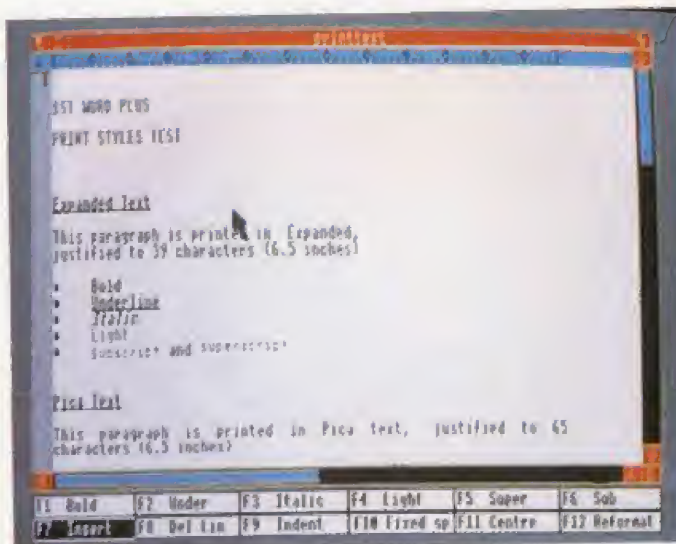 printtest
1ST WORD PLUS
PRINT STYLES TEST
Expanded Text
This paragraph is printed in Expanded,
justified to 39 characters (6.5 inches)
• Bold
• Underline
• Italic
• Light
• subscript and superscript
Pica Text
This paragraph is printed in Pica text, justified to 65
characters (6.5 inches)
F1 Bold F2 Under F3 Italic F4 Light F5 Super F6 Sub
F7 Insert F8 Del Lin F9 Indent F10 Fixed sp F11 Centre F12 Reformat